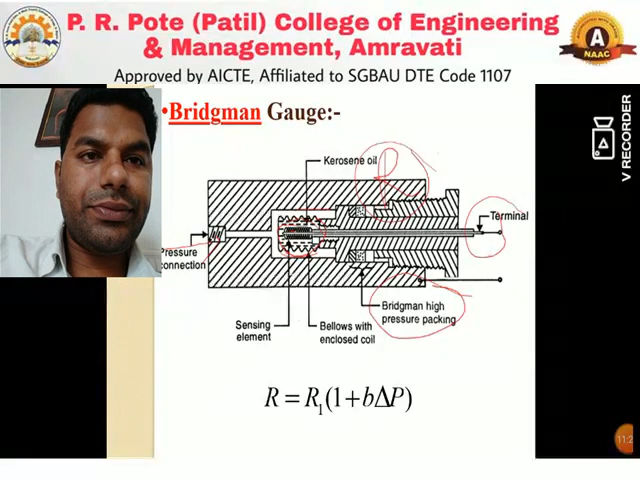 P. R. Pote (Patil) College of Engineering
& Management, Amravati
Approved by AICTE, Affiliated to SGBAU DTE Code 1107
A
NAAC
V RECORDER
•Bridgman Gauge:-
Kerosene oil
Terminal
Pressure
connection
Bridgman high
pressure packing
Sensing
element
Bellows with
enclosed coil
R = R₁(1 + bΔP)